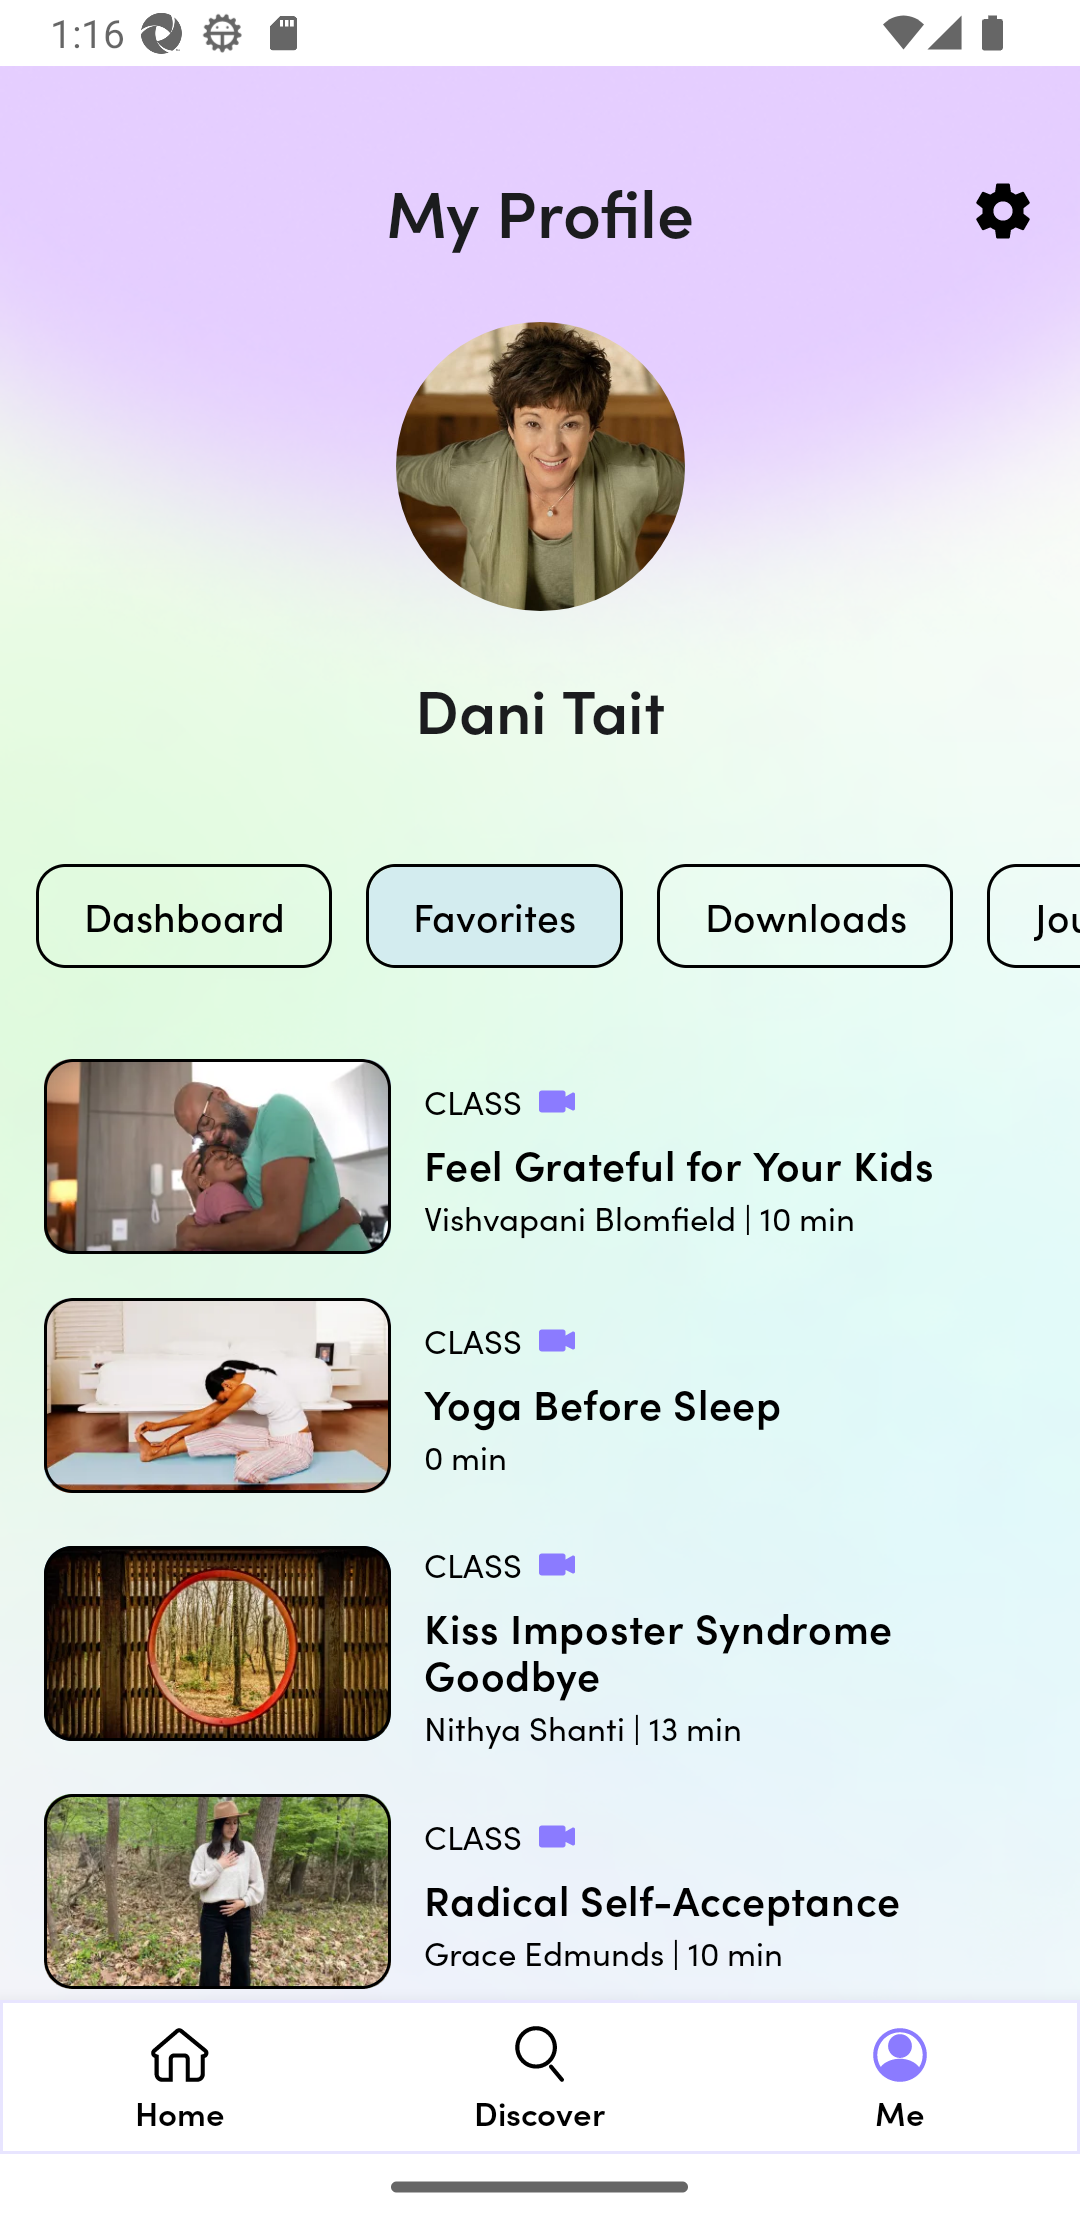 1:16
My Profile
Dani Tait
Dashboard
Favorites
Downloads
Jou
CLASS
Feel Grateful for Your Kids
Vishvapani Blomfield | 10 min
CLASS
Yoga Before Sleep
0 min
CLASS
Kiss Imposter Syndrome
Goodbye
Nithya Shanti | 13 min
CLASS
Radical Self-Acceptance
Grace Edmunds | 10 min
Home
Discover
Me